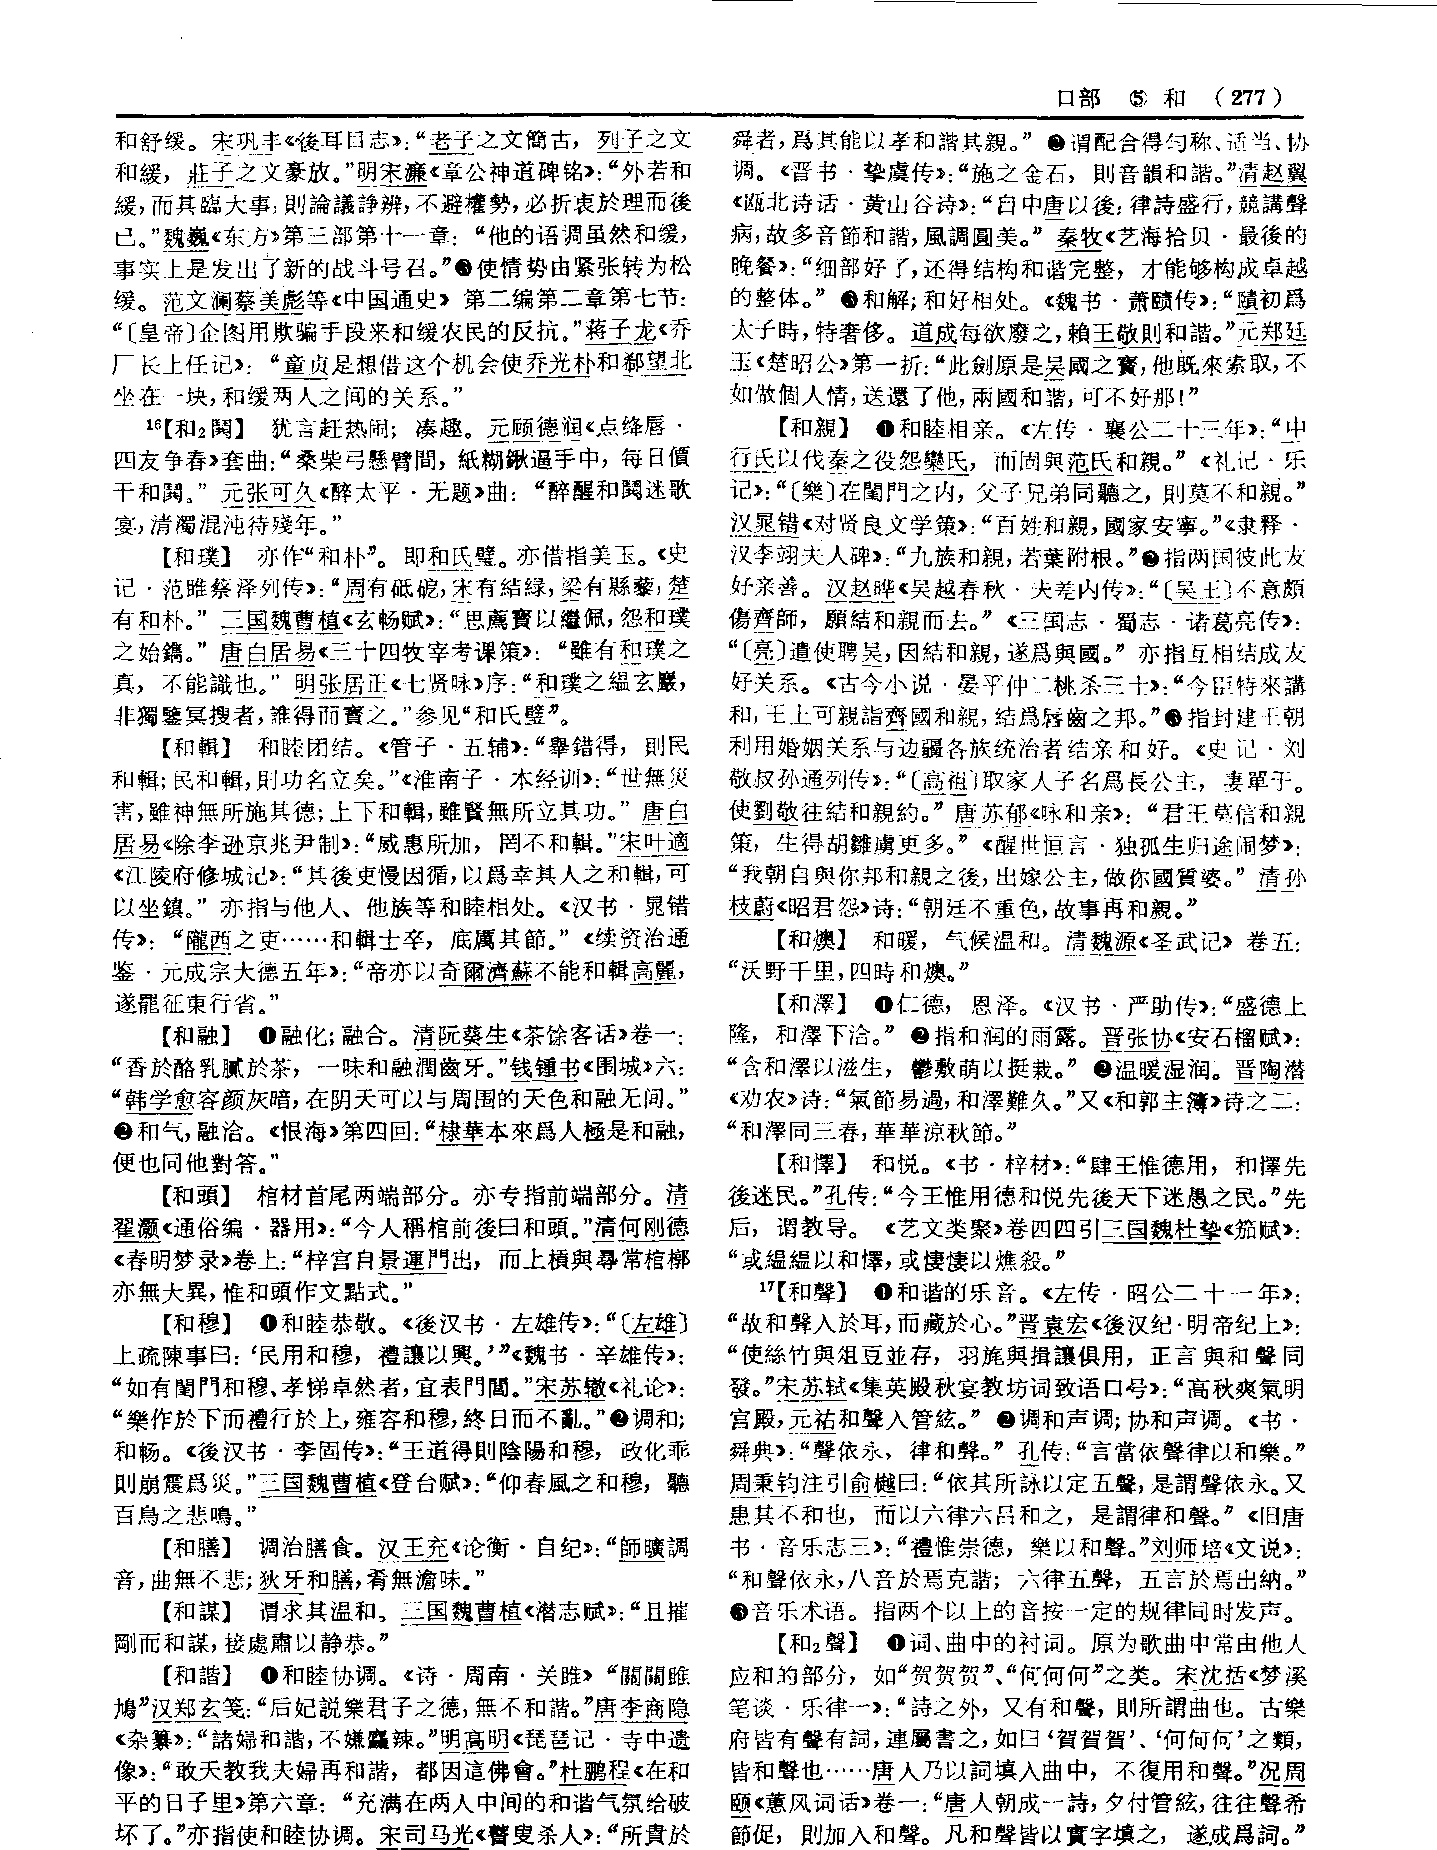 口部 ⑤ 和 (277)
和舒缓。宋巩丰《後耳目志》：“老子之文簡古，列子之文
和緩，莊子之文豪放。”明宋濂《章公神道碑铭》：“外若和
緩，而其臨大事，則論議諍辨，不避權勢，必折衷於理而後
已。”魏巍《东方》第三部第十一章：“他的语调虽然和缓，
事实上是发出了新的战斗号召。”❸使情势由紧张转为松
缓。范文澜蔡美彪等《中国通史》第二编第二章第七节：
“〔皇帝〕企图用欺骗手段来和缓农民的反抗。”蒋子龙《乔
厂长上任记》：“童贞是想借这个机会使乔光朴和郗望北
坐在一块，和缓两人之间的关系。”
16【和₂鬨】 犹言赶热闹；凑趣。元顾德润《点绛唇·
四友争春》套曲：“桑柴弓懸臂間，紙糊鍬逼手中，每日價
干和鬨。”元张可久《醉太平·无题》曲：“醉醒和鬨迷歌
宴，清濁混沌待殘年。”
【和璞】 亦作“和朴”。即和氏璧。亦借指美玉。《史
记·范雎蔡泽列传》：“周有砥砨，宋有結緑，梁有縣藜，楚
有和朴。”三国魏曹植《玄畅赋》：“思薦寳以繼佩，怨和璞
之始鐫。”唐白居易《三十四牧宰考课策》：“雖有和璞之
真，不能識也。”明张居正《七贤咏》序：“和璞之緼玄巖，
非獨鑒冥搜者，誰得而寶之。”参见“和氏璧”。
【和輯】 和睦团结。《管子·五辅》：“舉錯得，則民
和輯；民和輯，則功名立矣。”《淮南子·本经训》：“世無災
害，雖神無所施其德；上下和輯，雖賢無所立其功。”唐白
居易《除李逊京兆尹制》：“威惠所加，罔不和輯。”宋叶適
《江陵府修城记》：“其後吏慢因循，以爲幸其人之和輯，可
以坐鎮。”亦指与他人、他族等和睦相处。《汉书·晁错
传》：“隴西之吏……和輯士卒，底厲其節。”《续资治通
鉴·元成宗大德五年》：“帝亦以奇爾濟蘇不能和輯高麗，
遂罷征東行省。”
【和融】 ❶融化；融合。清阮葵生《茶馀客话》卷一：
“香於酪乳膩於茶，一味和融潤齒牙。”钱锺书《围城》六：
“韩学愈容颜灰暗，在阴天可以与周围的天色和融无间。”
❷和气，融洽。《恨海》第四回：“棣華本來爲人極是和融，
便也同他對答。”
【和頭】 棺材首尾两端部分。亦专指前端部分。清
翟灏《通俗编·器用》：“今人稱棺前後曰和頭。”清何刚德
《春明梦录》卷上：“梓宫自景運門出，而上槓與尋常棺槨
亦無大異，惟和頭作文點式。”
【和穆】 ❶和睦恭敬。《後汉书·左雄传》：“〔左雄〕
上疏陳事曰：‘民用和穆，禮讓以興。’”《魏书·辛雄传》：
“如有閨門和穆、孝悌卓然者，宜表門閭。”宋苏辙《礼论》：
“樂作於下而禮行於上，雍容和穆，終日而不亂。”❷调和；
和畅。《後汉书·李固传》：“王道得則陰陽和穆，政化乖
則崩震爲災。”三国魏曹植《登台赋》：“仰春風之和穆，聽
百鳥之悲鳴。”
【和膳】 调治膳食。汉王充《论衡·自纪》：“師曠調
音，曲無不悲；狄牙和膳，肴無澹味。”
【和謀】 谓求其温和。三国魏曹植《潜志赋》：“且摧
剛而和謀，接處肅以静恭。”
【和諧】 ❶和睦协调。《诗·周南·关雎》“關關雎
鳩”汉郑玄笺：“后妃説樂君子之德，無不和諧。”唐李商隐
《杂纂》：“諸婦和諧，不嫌麤辣。”明高明《琵琶记·寺中遗
像》：“敢天教我夫婦再和諧，都因這佛會。”杜鹏程《在和
平的日子里》第六章：“充满在两人中间的和谐气氛给破
坏了。”亦指使和睦协调。宋司马光《瞽叟杀人》：“所貴於
舜者，爲其能以孝和諧其親。”❷谓配合得匀称、适当、协
调。《晋书·挚虞传》：“施之金石，則音韻和諧。”清赵翼
《瓯北诗话·黄山谷诗》：“自中唐以後，律詩盛行，競講聲
病，故多音節和諧，風調圓美。”秦牧《艺海拾贝·最後的
晚餐》：“细部好了，还得结构和谐完整，才能够构成卓越
的整体。”❸和解；和好相处。《魏书·萧赜传》：“賾初爲
太子時，特奢侈。道成每欲廢之，賴王敬則和諧。”元郑廷
玉《楚昭公》第一折：“此劍原是吴國之寳，他既來索取，不
如做個人情，送還了他，兩國和諧，可不好那！”
【和親】 ❶和睦相亲。《左传·襄公二十三年》：“中
行氏以伐秦之役怨欒氏，而固與范氏和親。”《礼记·乐
记》：“〔樂〕在閨門之内，父子兄弟同聽之，則莫不和親。”
汉晁错《对贤良文学策》：“百姓和親，國家安寧。”《隶释·
汉李翊夫人碑》：“九族和親，若葉附根。”❷指两国彼此友
好亲善。汉赵晔《吴越春秋·夫差内传》：“〔吴王〕不意頗
傷齊師，願結和親而去。”《三国志·蜀志·诸葛亮传》：
“〔亮〕遣使聘吴，因結和親，遂爲與國。”亦指互相结成友
好关系。《古今小说·晏平仲二桃杀三士》：“今臣特來講
和，王上可親詣齊國和親，结爲唇齒之邦。”❸指封建王朝
利用婚姻关系与边疆各族统治者结亲和好。《史记·刘
敬叔孙通列传》：“〔高祖〕取家人子名爲長公主，妻單于。
使劉敬往結和親約。”唐苏郁《咏和亲》：“君王莫信和親
策，生得胡雛虜更多。”《醒世恒言·独孤生归途闹梦》：
“我朝自與你邦和親之後，出嫁公主，做你國贊婆。”清孙
枝蔚《昭君怨》诗：“朝廷不重色，故事再和親。”
【和燠】 和暖，气候温和。清魏源《圣武记》卷五：
“沃野千里，四時和燠。”
【和澤】 ❶仁德，恩泽。《汉书·严助传》：“盛德上
隆，和澤下洽。”❷指和润的雨露。晋张协《安石榴赋》：
“含和澤以滋生，鬱敷萌以挺栽。”❷温暖湿润。晋陶潜
《劝农》诗：“氣節易過，和澤難久。”又《和郭主簿》诗之二：
“和澤同三春，華華涼秋節。”
【和懌】 和悦。《书·梓材》：“肆王惟德用，和擇先
後迷民。”孔传：“今王惟用德和悦先後天下迷愚之民。”先
后，谓教导。《艺文类聚》卷四四引三国魏杜挚《笳赋》：
“或緼緼以和懌，或悽悽以燋殺。”
17【和聲】 ❶和谐的乐音。《左传·昭公二十一年》：
“故和聲入於耳，而藏於心。”晋袁宏《後汉纪·明帝纪上》：
“使絲竹與俎豆並存，羽旄與揖讓俱用，正言與和聲同
發。”宋苏轼《集英殿秋宴教坊词致语口号》：“高秋爽氣明
宫殿，元祐和聲入管絃。”❷调和声调；协和声调。《书·
舜典》：“聲依永，律和聲。”孔传：“言當依聲律以和樂。”
周秉钧注引俞樾曰：“依其所詠以定五聲，是謂聲依永。又
患其不和也，而以六律六吕和之，是謂律和聲。”《旧唐
书·音乐志三》：“禮惟崇德，樂以和聲。”刘师培《文说》：
“和聲依永，八音於焉克諧；六律五聲，五言於焉出納。”
❸音乐术语。指两个以上的音按一定的规律同时发声。
【和₂聲】 ❶词、曲中的衬词。原为歌曲中常由他人
应和的部分，如“贺贺贺”、“何何何”之类。宋沈括《梦溪
笔谈·乐律一》：“詩之外，又有和聲，則所謂曲也。古樂
府皆有聲有詞，連屬書之，如曰‘賀賀賀’、‘何何何’之類，
皆和聲也……唐人乃以詞填入曲中，不復用和聲。”况周
颐《蕙风词话》卷一：“唐人朝成一詩，夕付管絃，往往聲希
節促，則加入和聲。凡和聲皆以實字填之，遂成爲詞。”